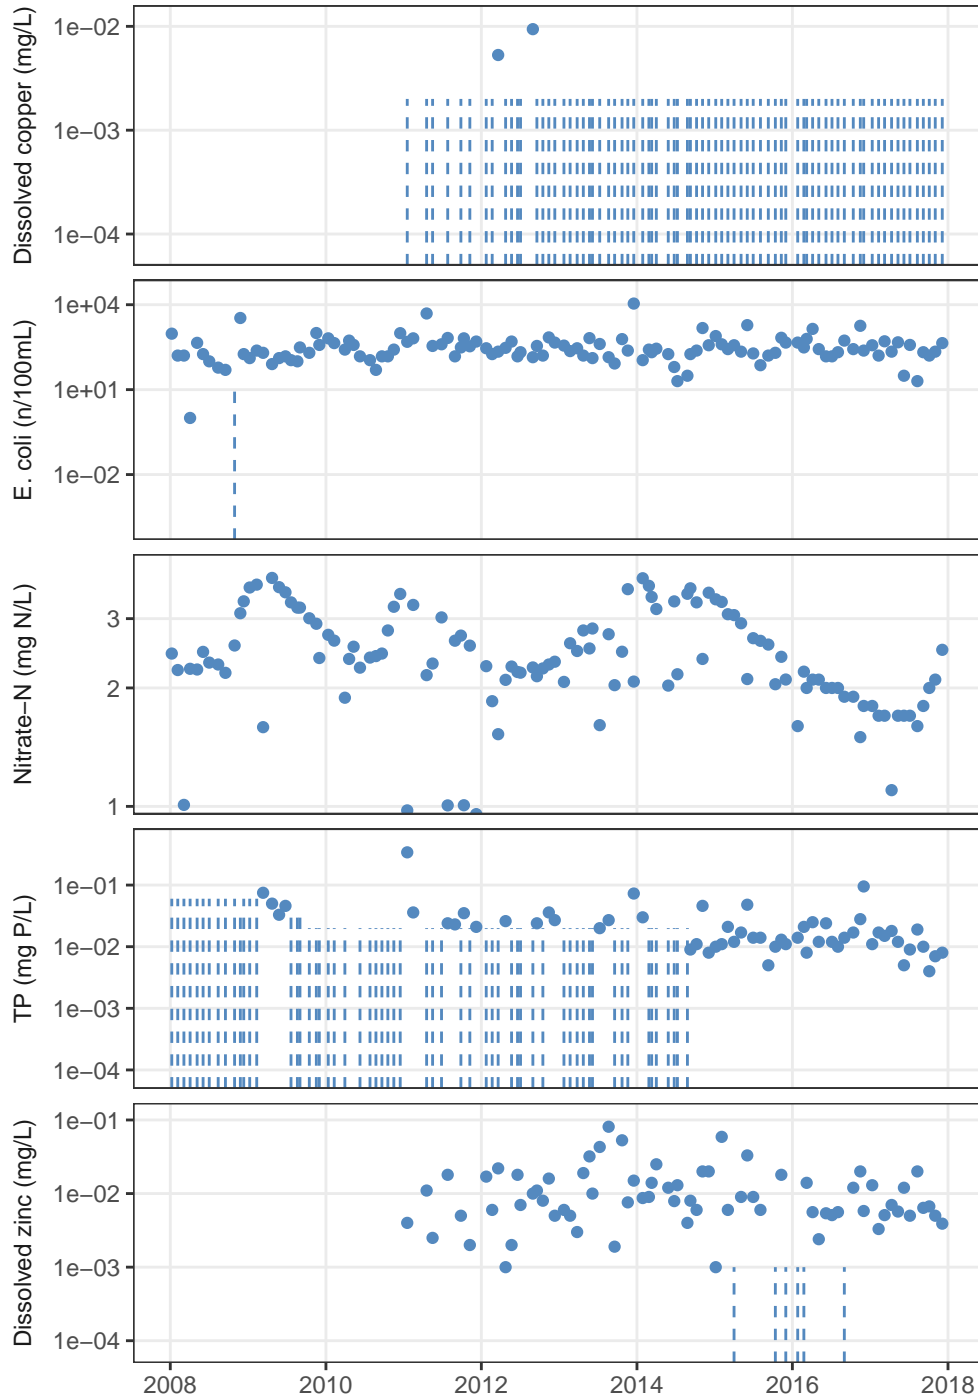 Dissolved copper (mg/L)
1e−02
1e−03
1e−04
E. coli (n/100mL)
1e+04
1e+01
1e−02
Nitrate−N (mg N/L)
3
2
1
TP (mg P/L)
1e−01
1e−02
1e−03
1e−04
Dissolved zinc (mg/L)
1e−01
1e−02
1e−03
1e−04
2008 2010 2012 2014 2016 2018